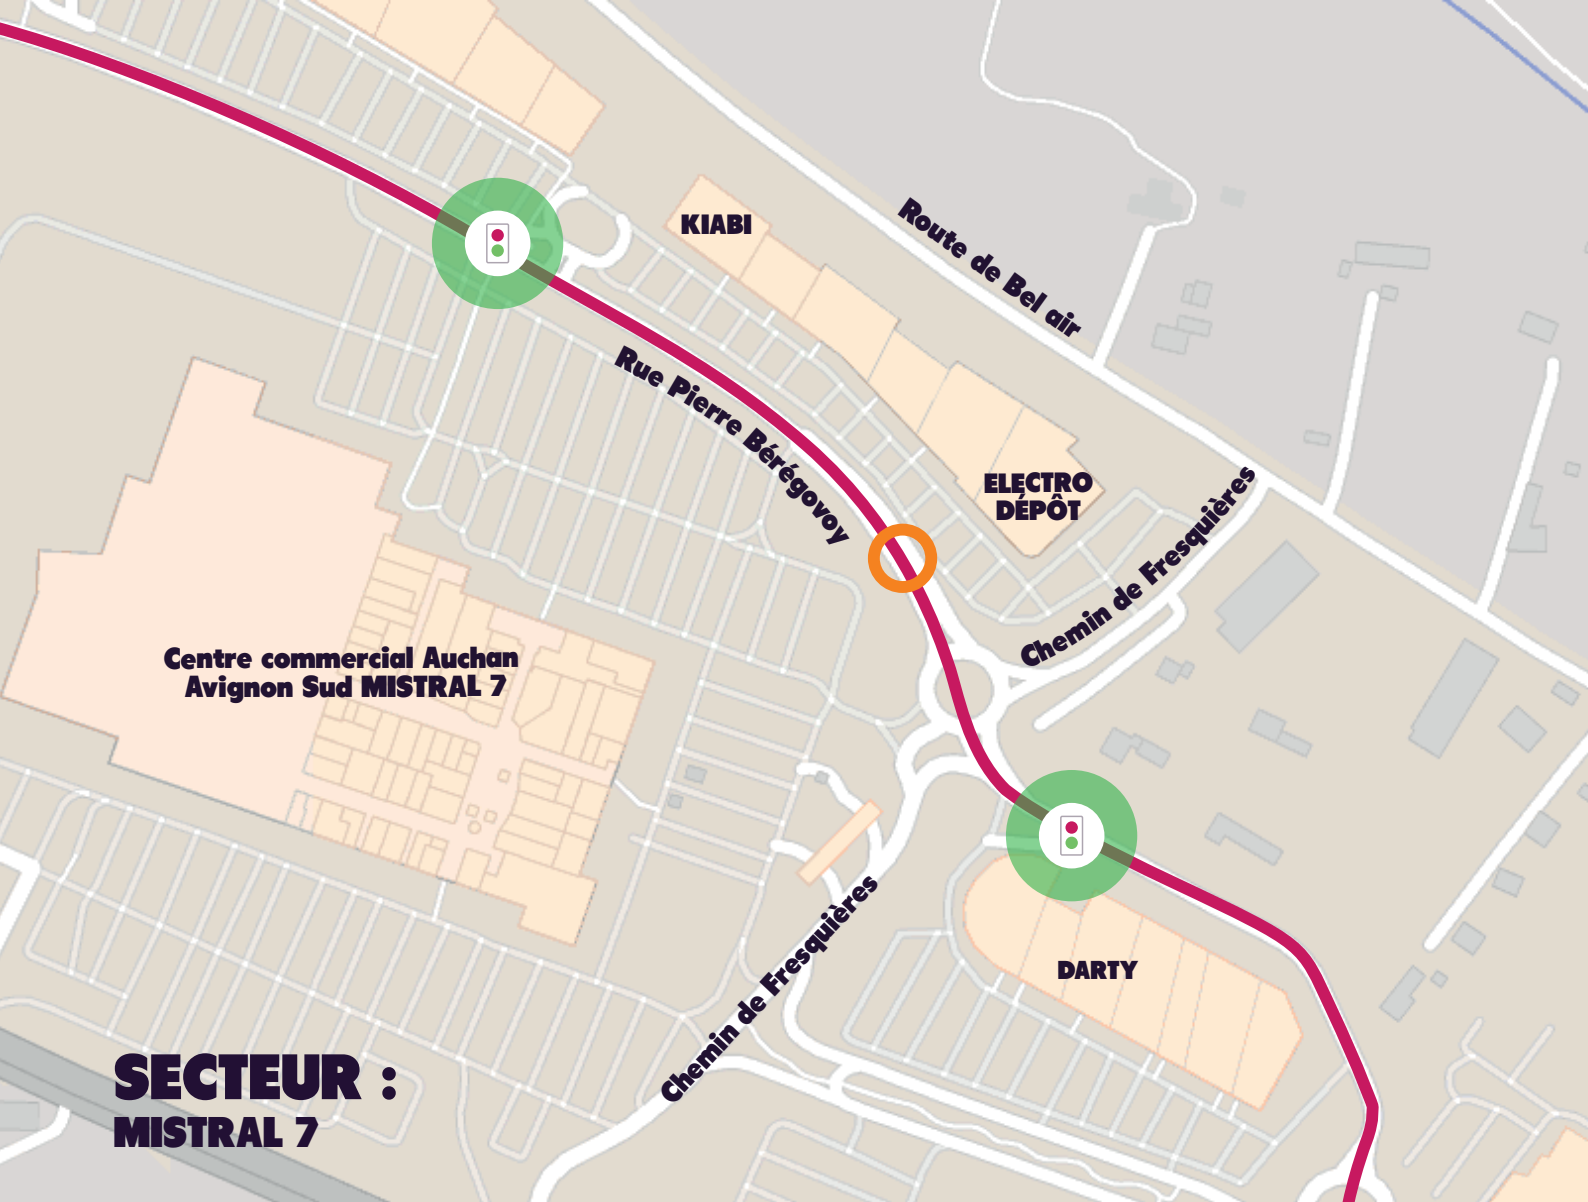 KIABI
Route de Bel air
Rue Pierre Bérégovoy
ELECTRO
DÉPÔT
Chemin de Fresquières
Centre commercial Auchan
Avignon Sud MISTRAL 7
Chemin de Fresquières
DARTY
SECTEUR :
MISTRAL 7